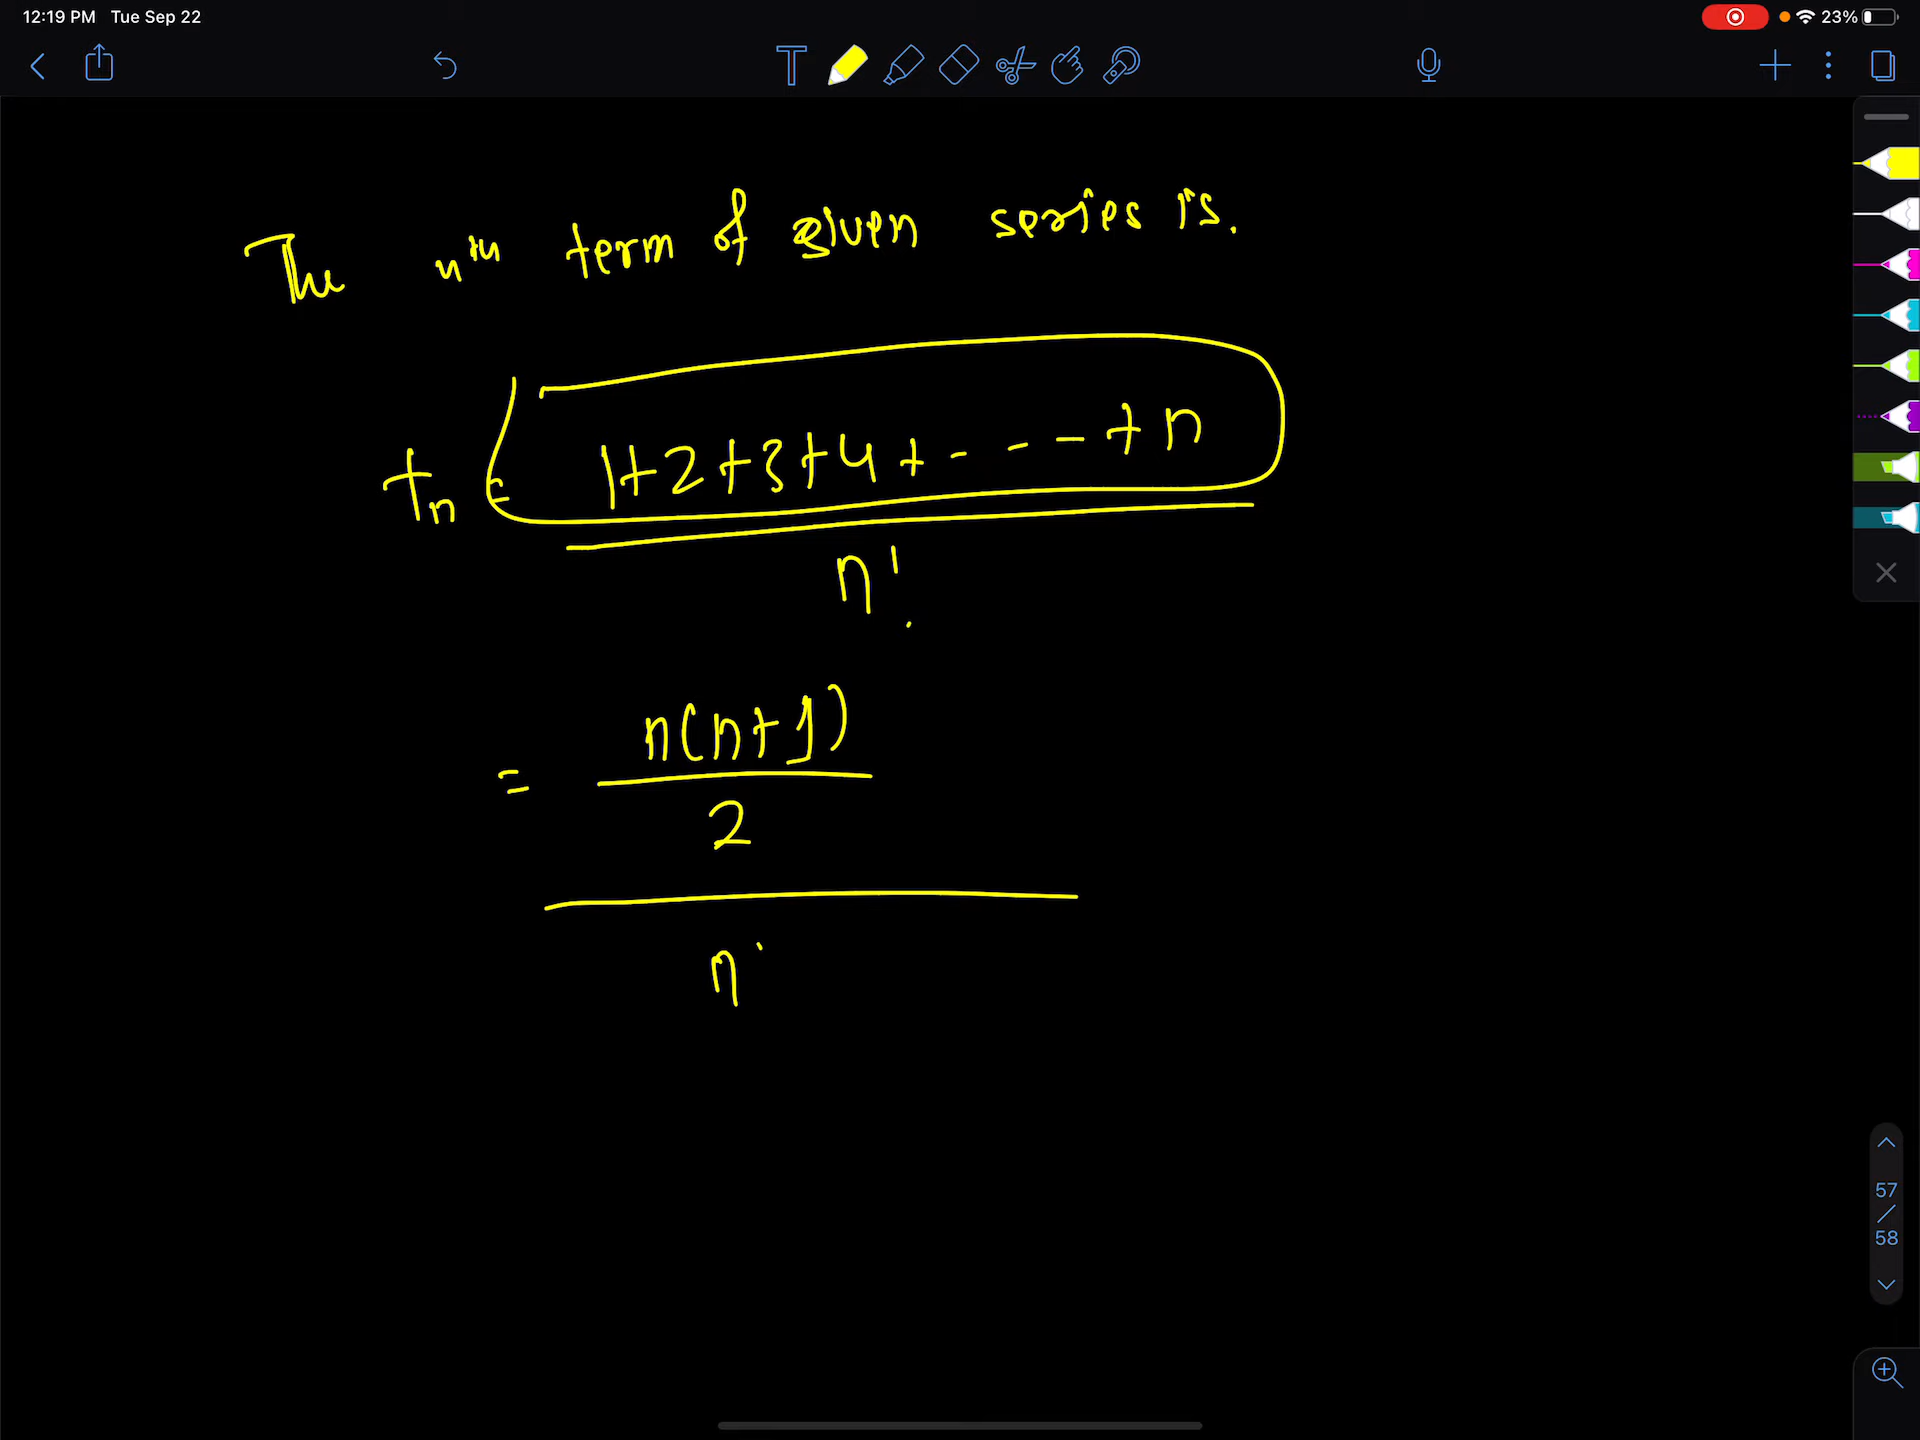 12:19 PM Tue Sep 22
23%
T
The nth term of given series is.
tn = 1+2+3+4+ - - - - + n
n!
= n(n+1)
2
n
57
/
58